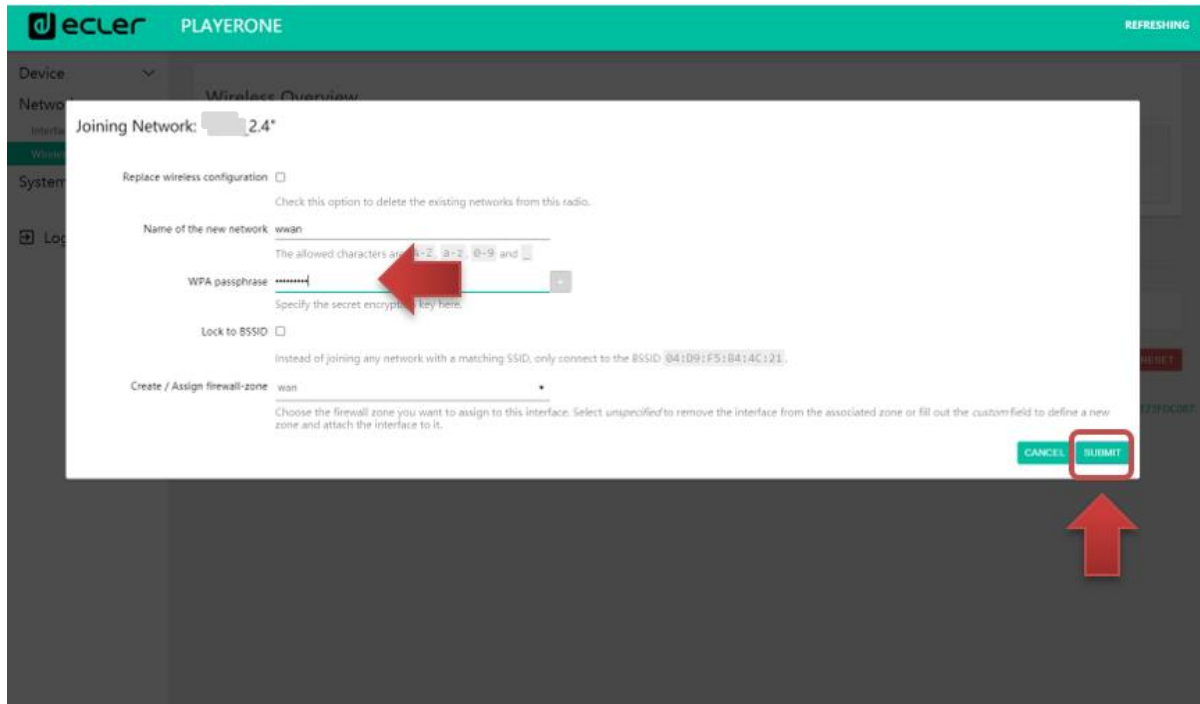 ecler PLAYERONE REFRESHING
Device
Wireless Overview
Joining Network: _2.4"
System
Replace wireless configuration
Check this option to delete the existing networks from this radio.
Name of the new network wwan
The allowed characters are A-Z, a-z, 0-9 and _
WPA passphrase ••••••••• +
Specify the secret encryption key here.
Lock to BSSID
Instead of joining any network with a matching SSID, only connect to the BSSID 04:D9:F5:B4:4C:21.
Create / Assign firewall-zone wan
Choose the firewall zone you want to assign to this interface. Select unspecified to remove the interface from the associated zone or fill out the custom field to define a new
zone and attach the interface to it.
CANCEL SUBMIT